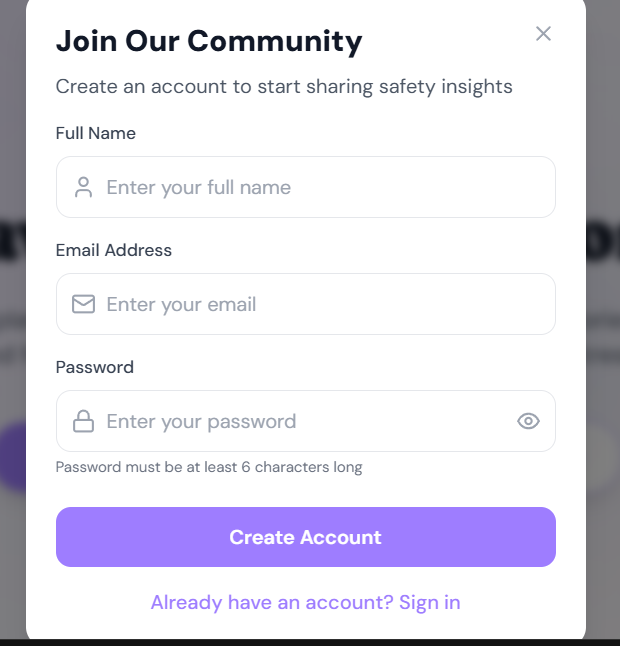 Join Our Community
Create an account to start sharing safety insights
Full Name
Enter your full name
Email Address
Enter your email
Password
Enter your password
Password must be at least 6 characters long
Create Account
Already have an account? Sign in